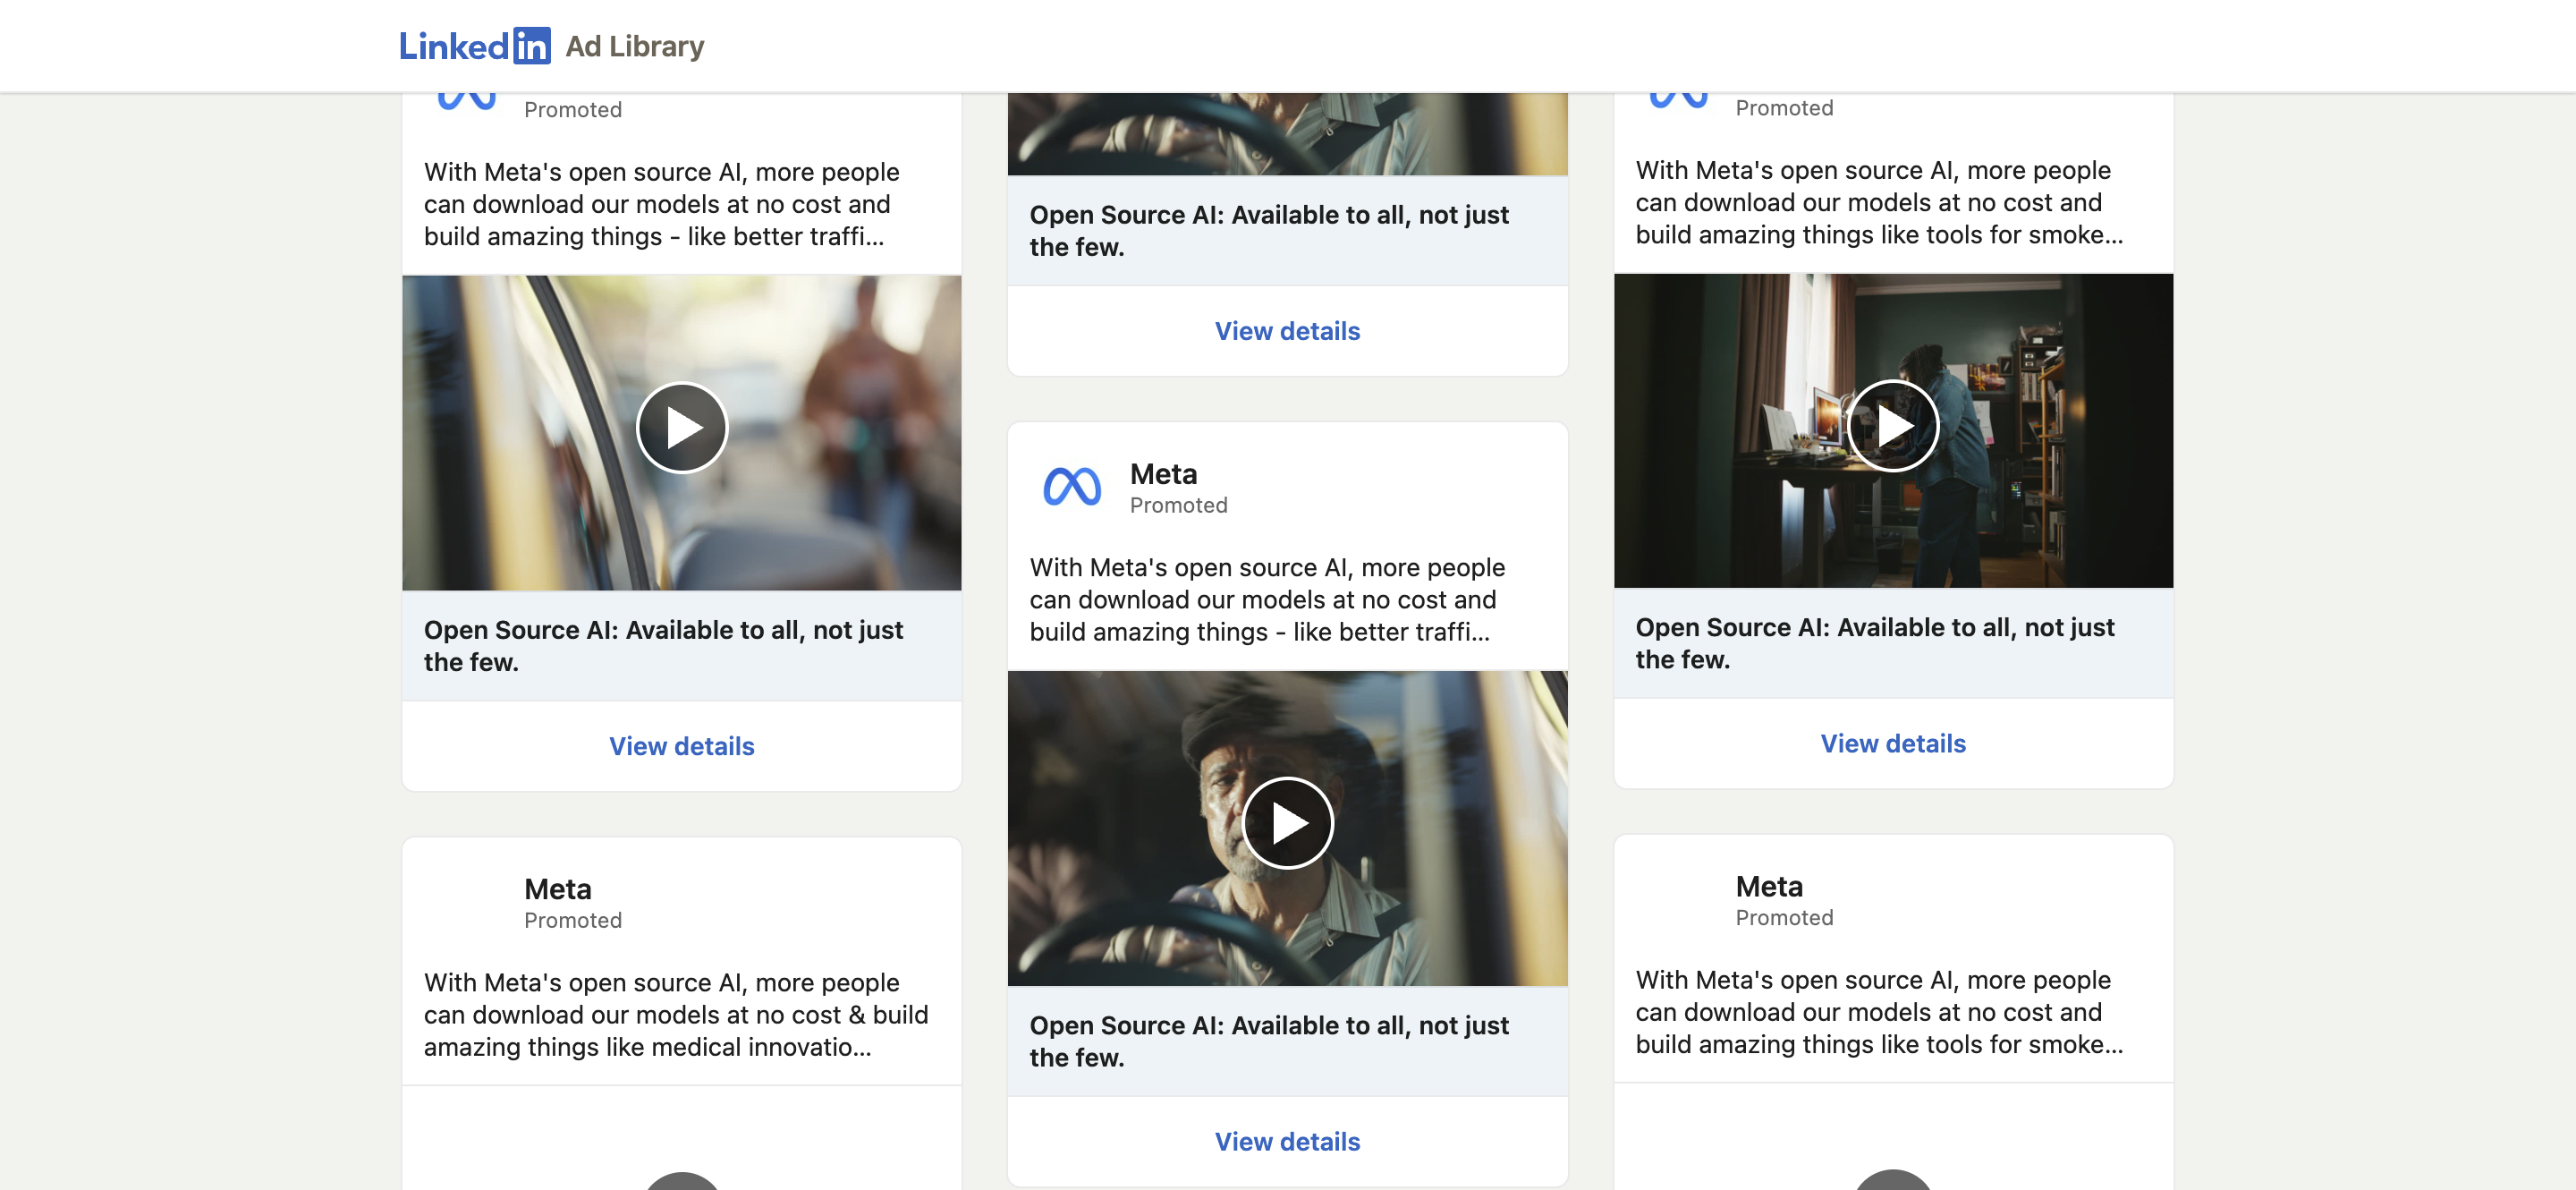 LinkedIn Ad Library
Promoted
With Meta's open source AI, more people
can download our models at no cost and
build amazing things - like better traffi...
Open Source AI: Available to all, not just
the few.
View details
Meta
Promoted
With Meta's open source AI, more people
can download our models at no cost & build
amazing things like medical innovatio...
Open Source AI: Available to all, not just
the few.
View details
Meta
Promoted
With Meta's open source AI, more people
can download our models at no cost and
build amazing things - like better traffi...
Open Source AI: Available to all, not just
the few.
View details
Promoted
With Meta's open source AI, more people
can download our models at no cost and
build amazing things like tools for smoke...
Open Source AI: Available to all, not just
the few.
View details
Meta
Promoted
With Meta's open source AI, more people
can download our models at no cost and
build amazing things like tools for smoke...